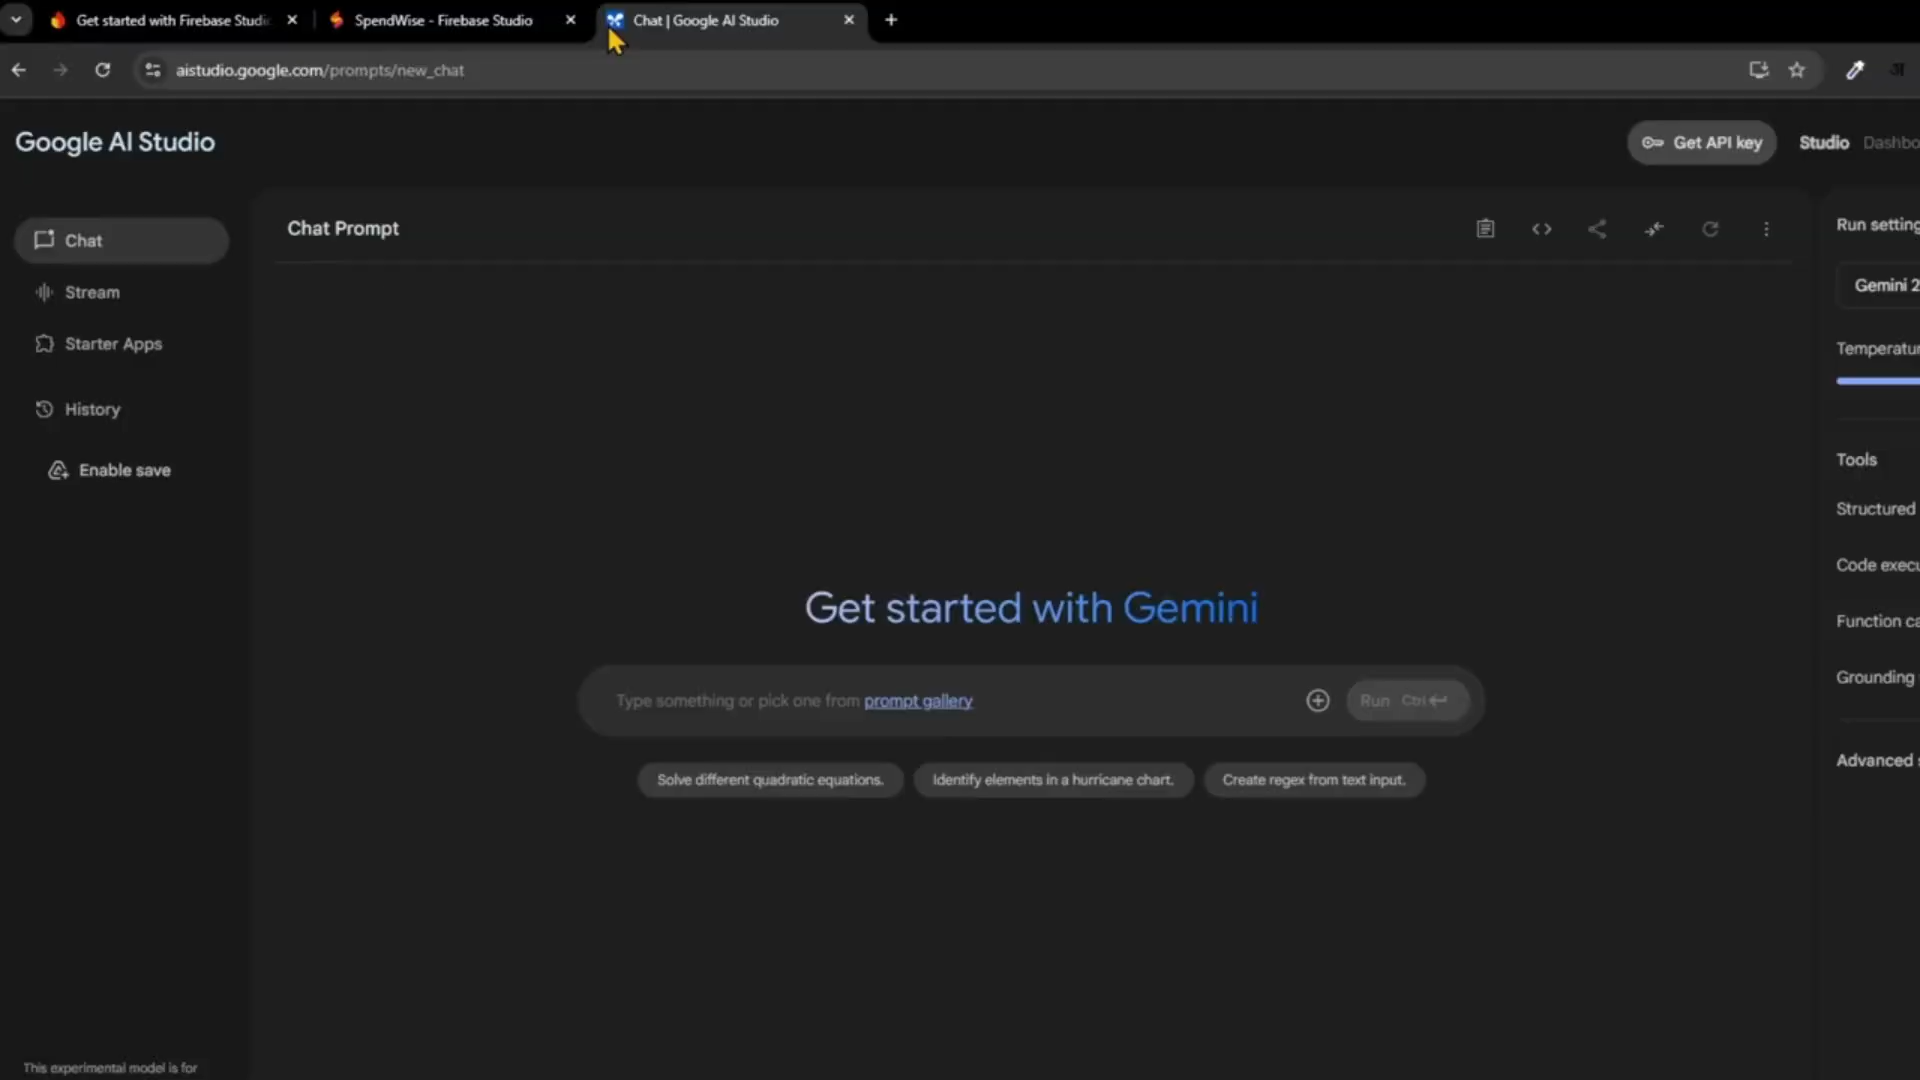 Get started with Firebase Studi
SpendWise - Firebase Studio
Chat | Google AI Studio
aistudio.google.com/prompts/new_chat
Google AI Studio
Get API key
Studio
Dashbo
Chat
Stream
Starter Apps
History
Enable save
Chat Prompt
Run setting
Gemini 2
Temperatur
Tools
Structured
Code execu
Function ca
Grounding
Advanced s
Get started with Gemini
Type something or pick one from prompt gallery
Run Ctrl
Solve different quadratic equations.
Identify elements in a hurricane chart.
Create regex from text input.
This experimental model is for